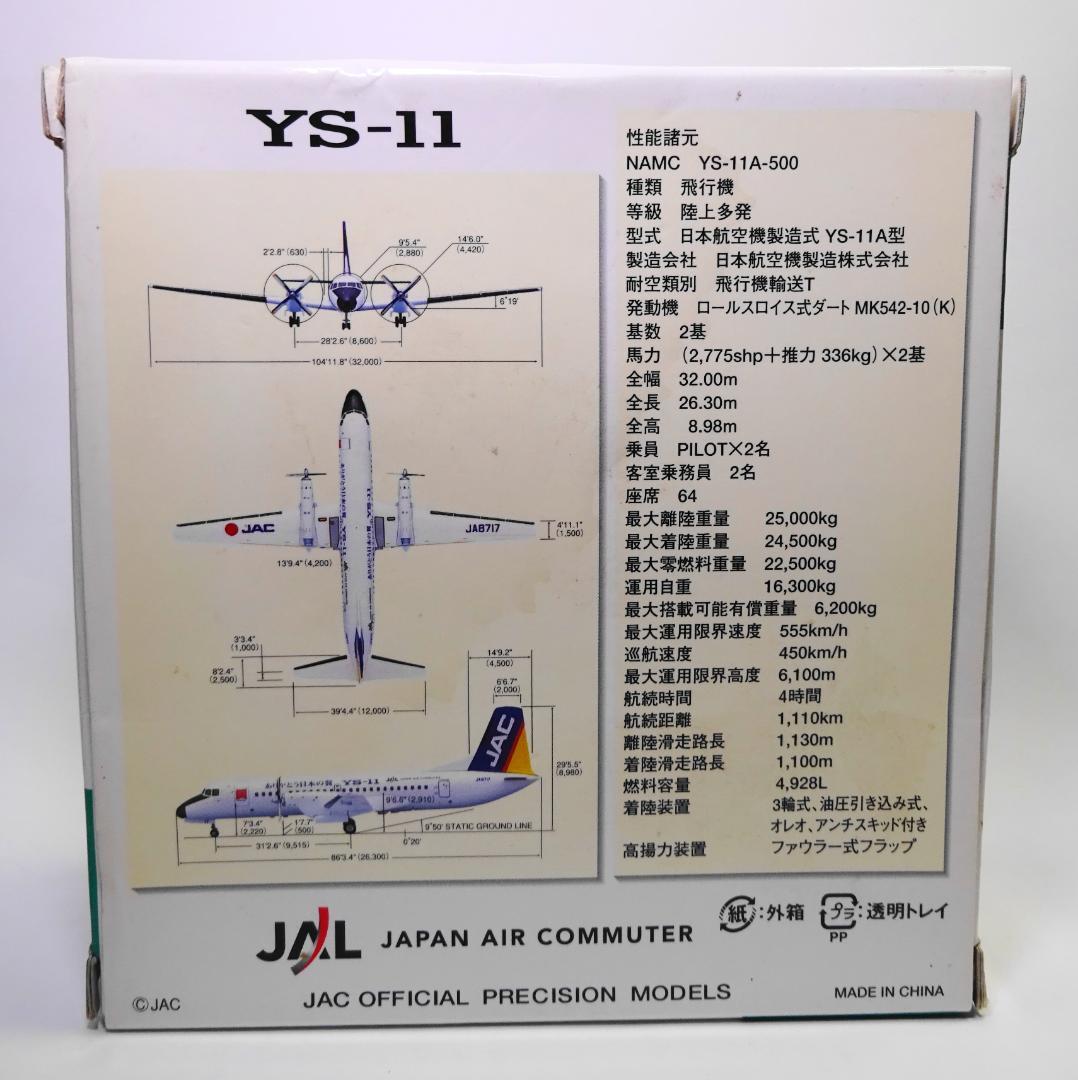 YS-11
2'2.8" (630)
9'5.4"
(2,880)
14'6.0"
(4,420)
6°19'
28'2.6" (8,600)
104'11.8" (32,000)
JAC
JA8717
4'11.1"
(1,500)
13'9.4" (4,200)
YS-11
3'3.4"
(1,000)
8'2.4"
(2,500)
39'4.4" (12,000)
14'9.2"
(4,500)
6'6.7"
(2,000)
JAC
ありがとう日本の翼 YS-11 JAL
29'5.5"
(8,980)
9'6.6" (2,910)
7'3.4"
(2,220)
1'7.7"
(500)
9°50' STATIC GROUND LINE
0°20'
31'2.6" (9,515)
86'3.4" (26,300)
性能諸元
NAMC YS-11A-500
種類 飛行機
等級 陸上多発
型式 日本航空機製造式 YS-11A型
製造会社 日本航空機製造株式会社
耐空類別 飛行機輸送T
発動機 ロールスロイス式ダート MK542-10(K)
基数 2基
馬力 (2,775shp+推力 336kg)×2基
全幅 32.00m
全長 26.30m
全高 8.98m
乗員 PILOT×2名
客室乗務員 2名
座席 64
最大離陸重量 25,000kg
最大着陸重量 24,500kg
最大零燃料重量 22,500kg
運用自重 16,300kg
最大搭載可能有償重量 6,200kg
最大運用限界速度 555km/h
巡航速度 450km/h
最大運用限界高度 6,100m
航続時間 4時間
航続距離 1,110km
離陸滑走路長 1,130m
着陸滑走路長 1,100m
燃料容量 4,928L
着陸装置 3輪式、油圧引き込み式、
オレオ、アンチスキッド付き
高揚力装置 ファウラー式フラップ
JAL JAPAN AIR COMMUTER
紙:外箱 プラ:透明トレイ
PP
©JAC
JAC OFFICIAL PRECISION MODELS
MADE IN CHINA